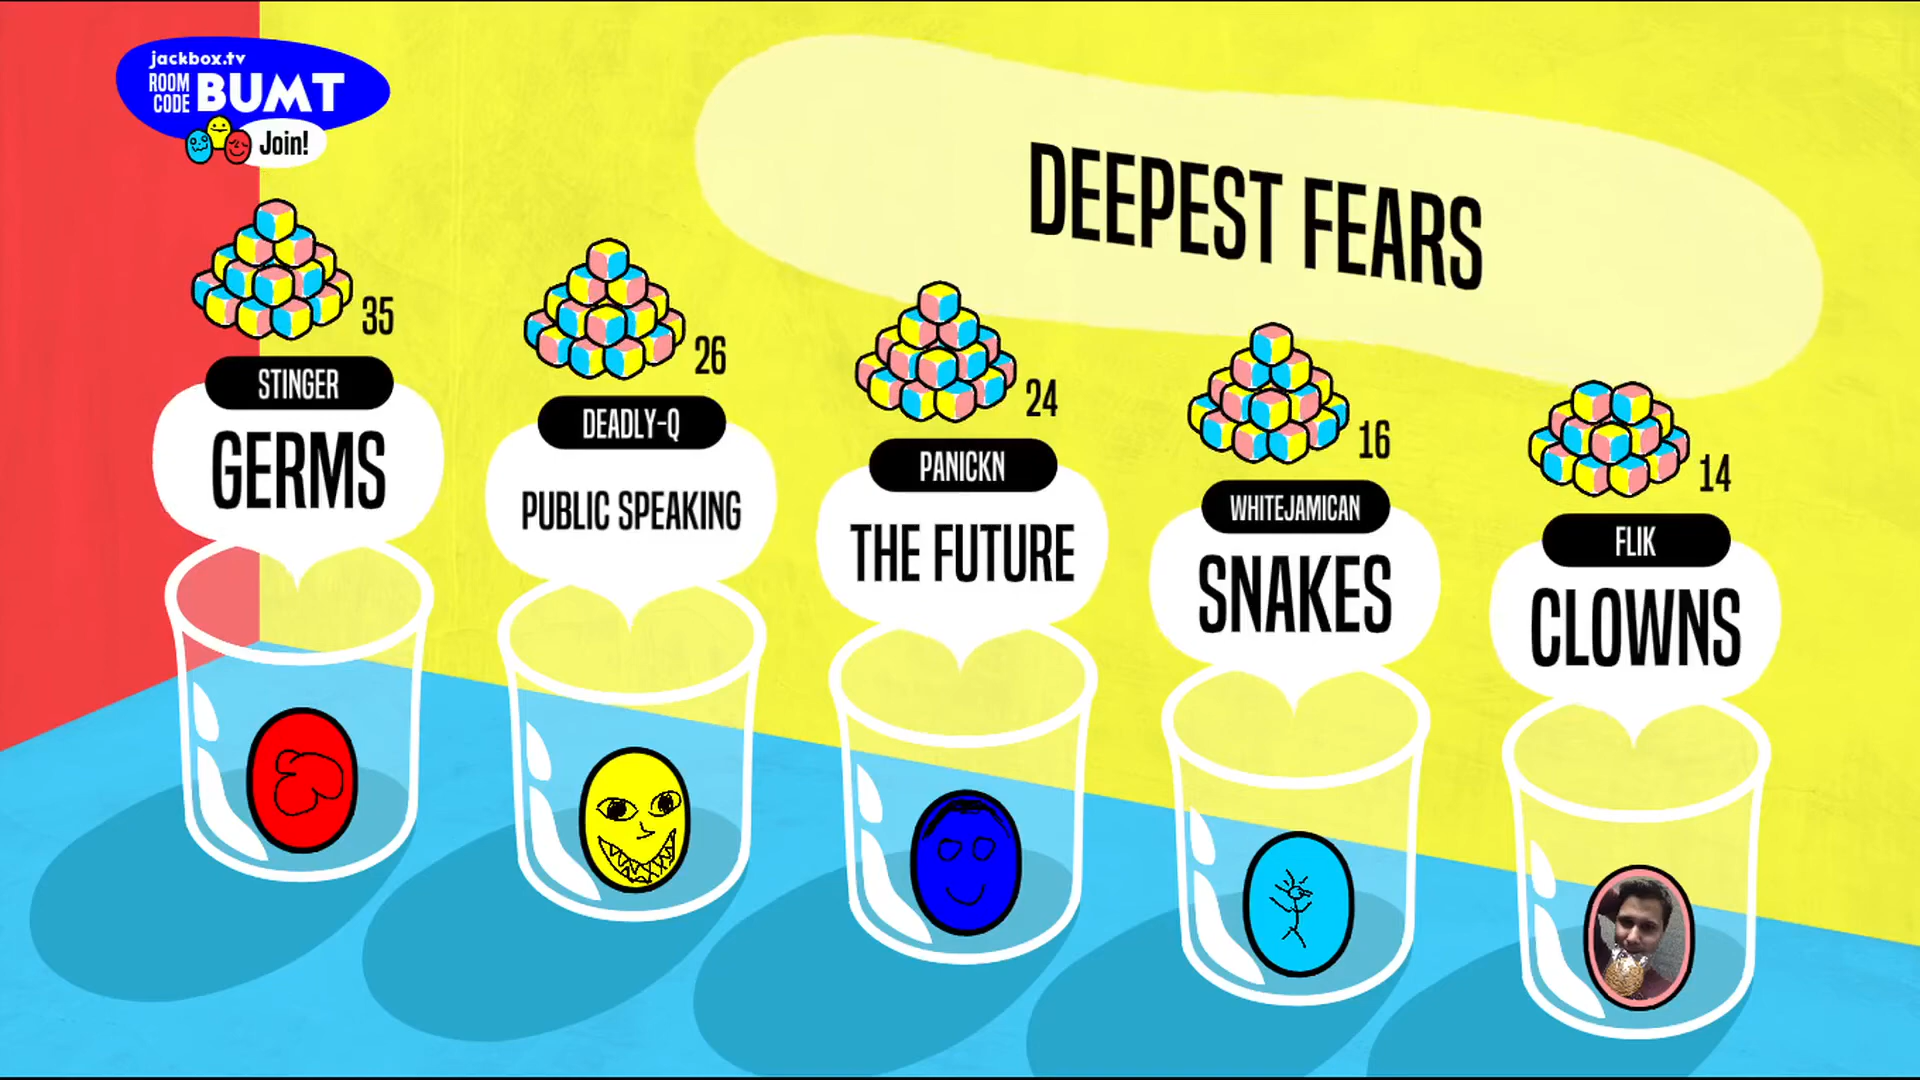 jackbox.tv
ROOM CODE BUMT
Join!
DEEPEST FEARS
35
STINGER
GERMS
26
DEADLY-Q
PUBLIC SPEAKING
24
PANICKN
THE FUTURE
16
WHITEJAMICAN
SNAKES
14
FLIK
CLOWNS